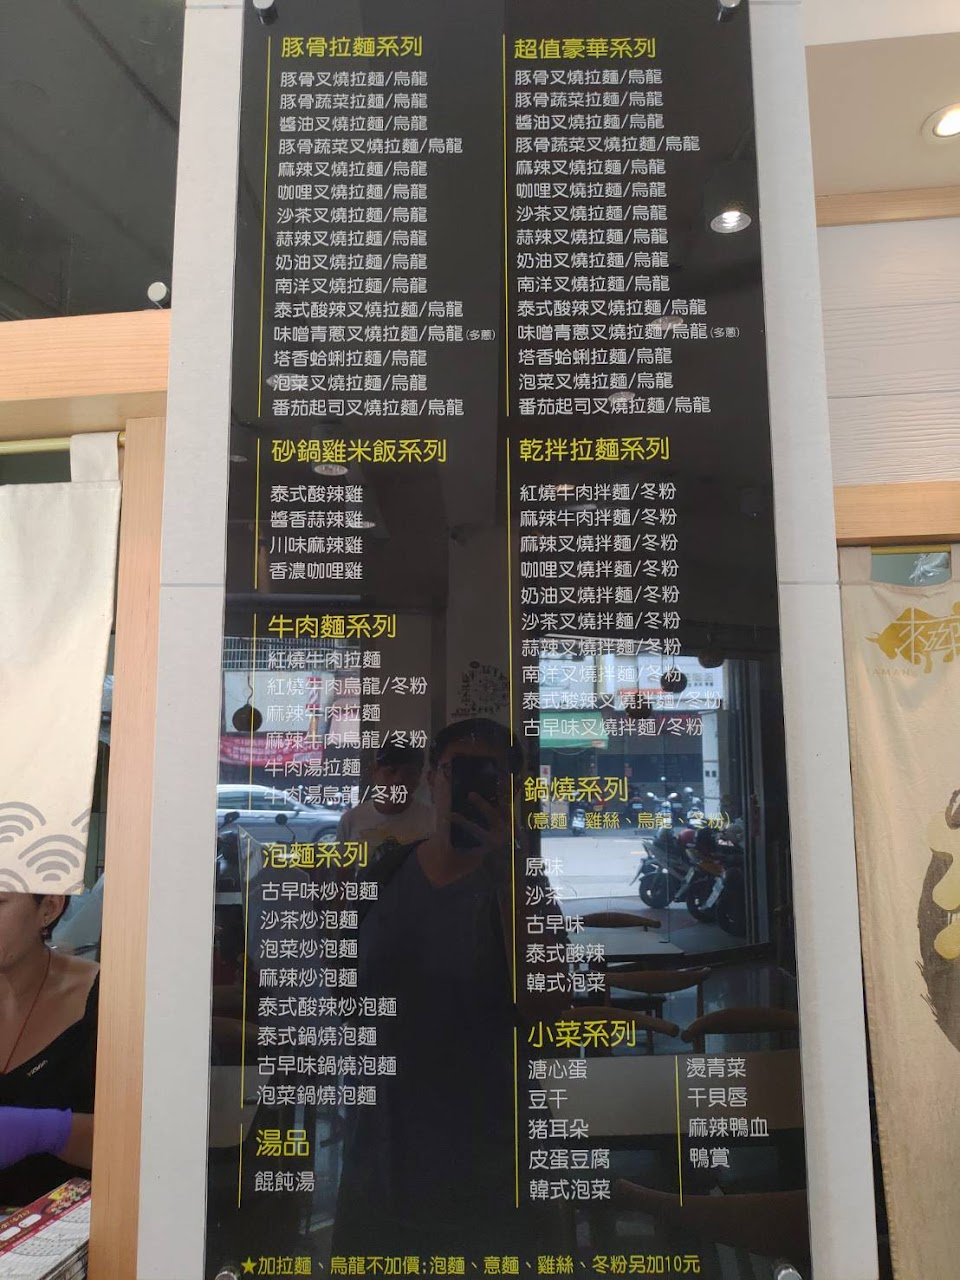 豚骨拉麵系列
豚骨叉燒拉麵/烏龍
豚骨蔬菜拉麵/烏龍
醬油叉燒拉麵/烏龍
豚骨蔬菜叉燒拉麵/烏龍
麻辣叉燒拉麵/烏龍
咖哩叉燒拉麵/烏龍
沙茶叉燒拉麵/烏龍
蒜辣叉燒拉麵/烏龍
奶油叉燒拉麵/烏龍
南洋叉燒拉麵/烏龍
泰式酸辣叉燒拉麵/烏龍
味噌青蔥叉燒拉麵/烏龍(多蔥)
塔香蛤蜊拉麵/烏龍
泡菜叉燒拉麵/烏龍
番茄起司叉燒拉麵/烏龍
砂鍋雞米飯系列
泰式酸辣雞
醬香蒜辣雞
川味麻辣雞
香濃咖哩雞
牛肉麵系列
紅燒牛肉拉麵
紅燒牛肉烏龍/冬粉
麻辣牛肉拉麵
麻辣牛肉烏龍/冬粉
牛肉湯拉麵
牛肉湯烏龍/冬粉
泡麵系列
古早味炒泡麵
沙茶炒泡麵
泡菜炒泡麵
麻辣炒泡麵
泰式酸辣炒泡麵
泰式鍋燒泡麵
古早味鍋燒泡麵
泡菜鍋燒泡麵
湯品
餛飩湯
超值豪華系列
豚骨叉燒拉麵/烏龍
豚骨蔬菜拉麵/烏龍
醬油叉燒拉麵/烏龍
豚骨蔬菜叉燒拉麵/烏龍
麻辣叉燒拉麵/烏龍
咖哩叉燒拉麵/烏龍
沙茶叉燒拉麵/烏龍
蒜辣叉燒拉麵/烏龍
奶油叉燒拉麵/烏龍
南洋叉燒拉麵/烏龍
泰式酸辣叉燒拉麵/烏龍
味噌青蔥叉燒拉麵/烏龍(多蔥)
塔香蛤蜊拉麵/烏龍
泡菜叉燒拉麵/烏龍
番茄起司叉燒拉麵/烏龍
乾拌拉麵系列
紅燒牛肉拌麵/冬粉
麻辣牛肉拌麵/冬粉
麻辣叉燒拌麵/冬粉
咖哩叉燒拌麵/冬粉
奶油叉燒拌麵/冬粉
沙茶叉燒拌麵/冬粉
蒜辣叉燒拌麵/冬粉
南洋叉燒拌麵/冬粉
泰式酸辣叉燒拌麵/冬粉
古早味叉燒拌麵/冬粉
鍋燒系列
(意麵、雞絲、烏龍、冬粉)
原味
沙茶
古早味
泰式酸辣
韓式泡菜
小菜系列
溏心蛋
豆干
豬耳朵
皮蛋豆腐
韓式泡菜
燙青菜
干貝唇
麻辣鴨血
鴨賞
★加拉麵、烏龍不加價;泡麵、意麵、雞絲、冬粉另加10元